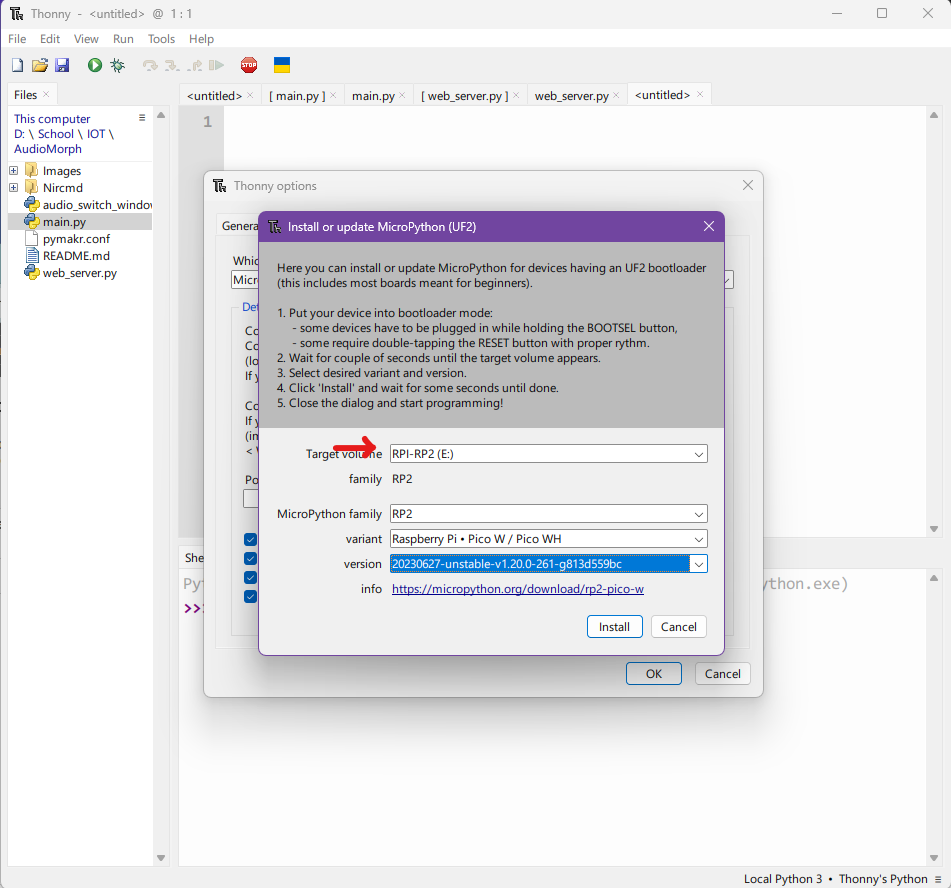 Thonny - <untitled> @ 1 : 1
File Edit View Run Tools Help
STOP
Files
This computer
D: \ School \ IOT \
AudioMorph
Images
Nircmd
audio_switch_window
main.py
pymakr.conf
README.md
web_server.py
<untitled> [ main.py ] main.py [ web_server.py ] web_server.py <untitled>
1
Thonny options
Genera
Whic
Micr
Det
Co
Co
(lo
If y
Co
If y
(im
< W
Po
Install or update MicroPython (UF2)
Here you can install or update MicroPython for devices having an UF2 bootloader
(this includes most boards meant for beginners).
1. Put your device into bootloader mode:
- some devices have to be plugged in while holding the BOOTSEL button,
- some require double-tapping the RESET button with proper rythm.
2. Wait for couple of seconds until the target volume appears.
3. Select desired variant and version.
4. Click 'Install' and wait for some seconds until done.
5. Close the dialog and start programming!
Target volume RPI-RP2 (E:)
family RP2
MicroPython family RP2
variant Raspberry Pi • Pico W / Pico WH
version 20230627-unstable-v1.20.0-261-g813d559bc
info https://micropython.org/download/rp2-pico-w
Install Cancel
OK Cancel
She
Pyt
ython.exe)
>>>
Local Python 3 • Thonny's Python ≡